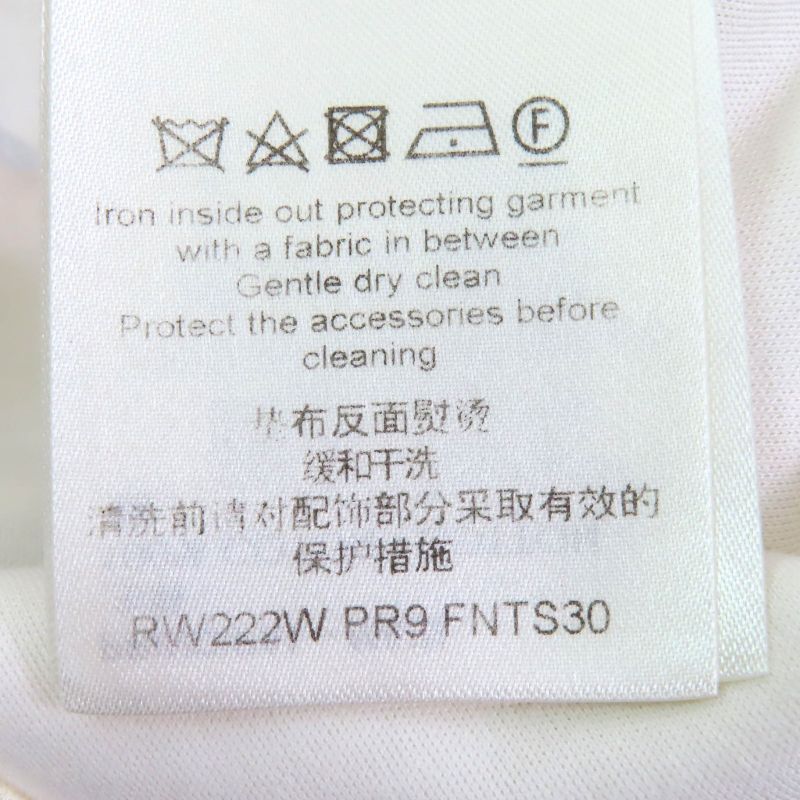 F
Iron inside out protecting garment
with a fabric in between
Gentle dry clean
Protect the accessories before
cleaning
垫布反面熨烫
缓和干洗
清洗前请对配饰部分采取有效的
保护措施
RW222W PR9 FNTS30